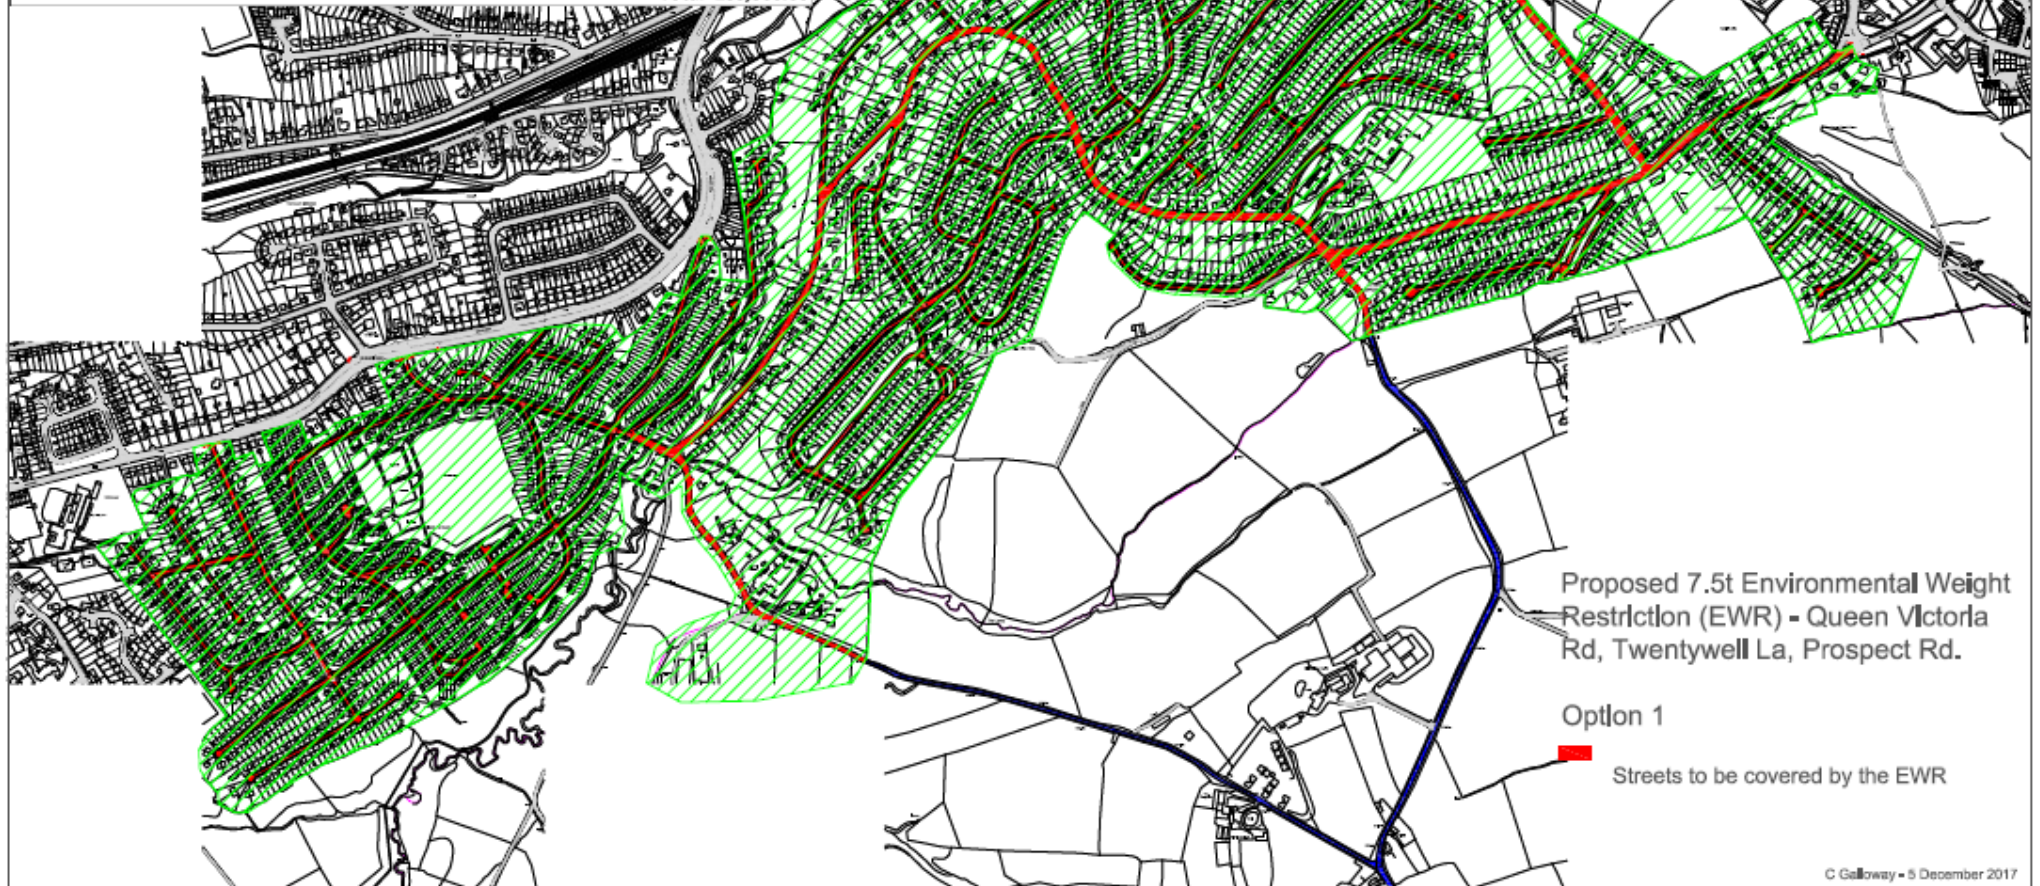 Proposed 7.5t Environmental Weight
Restriction (EWR) - Queen Victoria
Rd, Twentywell La, Prospect Rd.
Option 1
Streets to be covered by the EWR
C Galloway - 5 December 2017